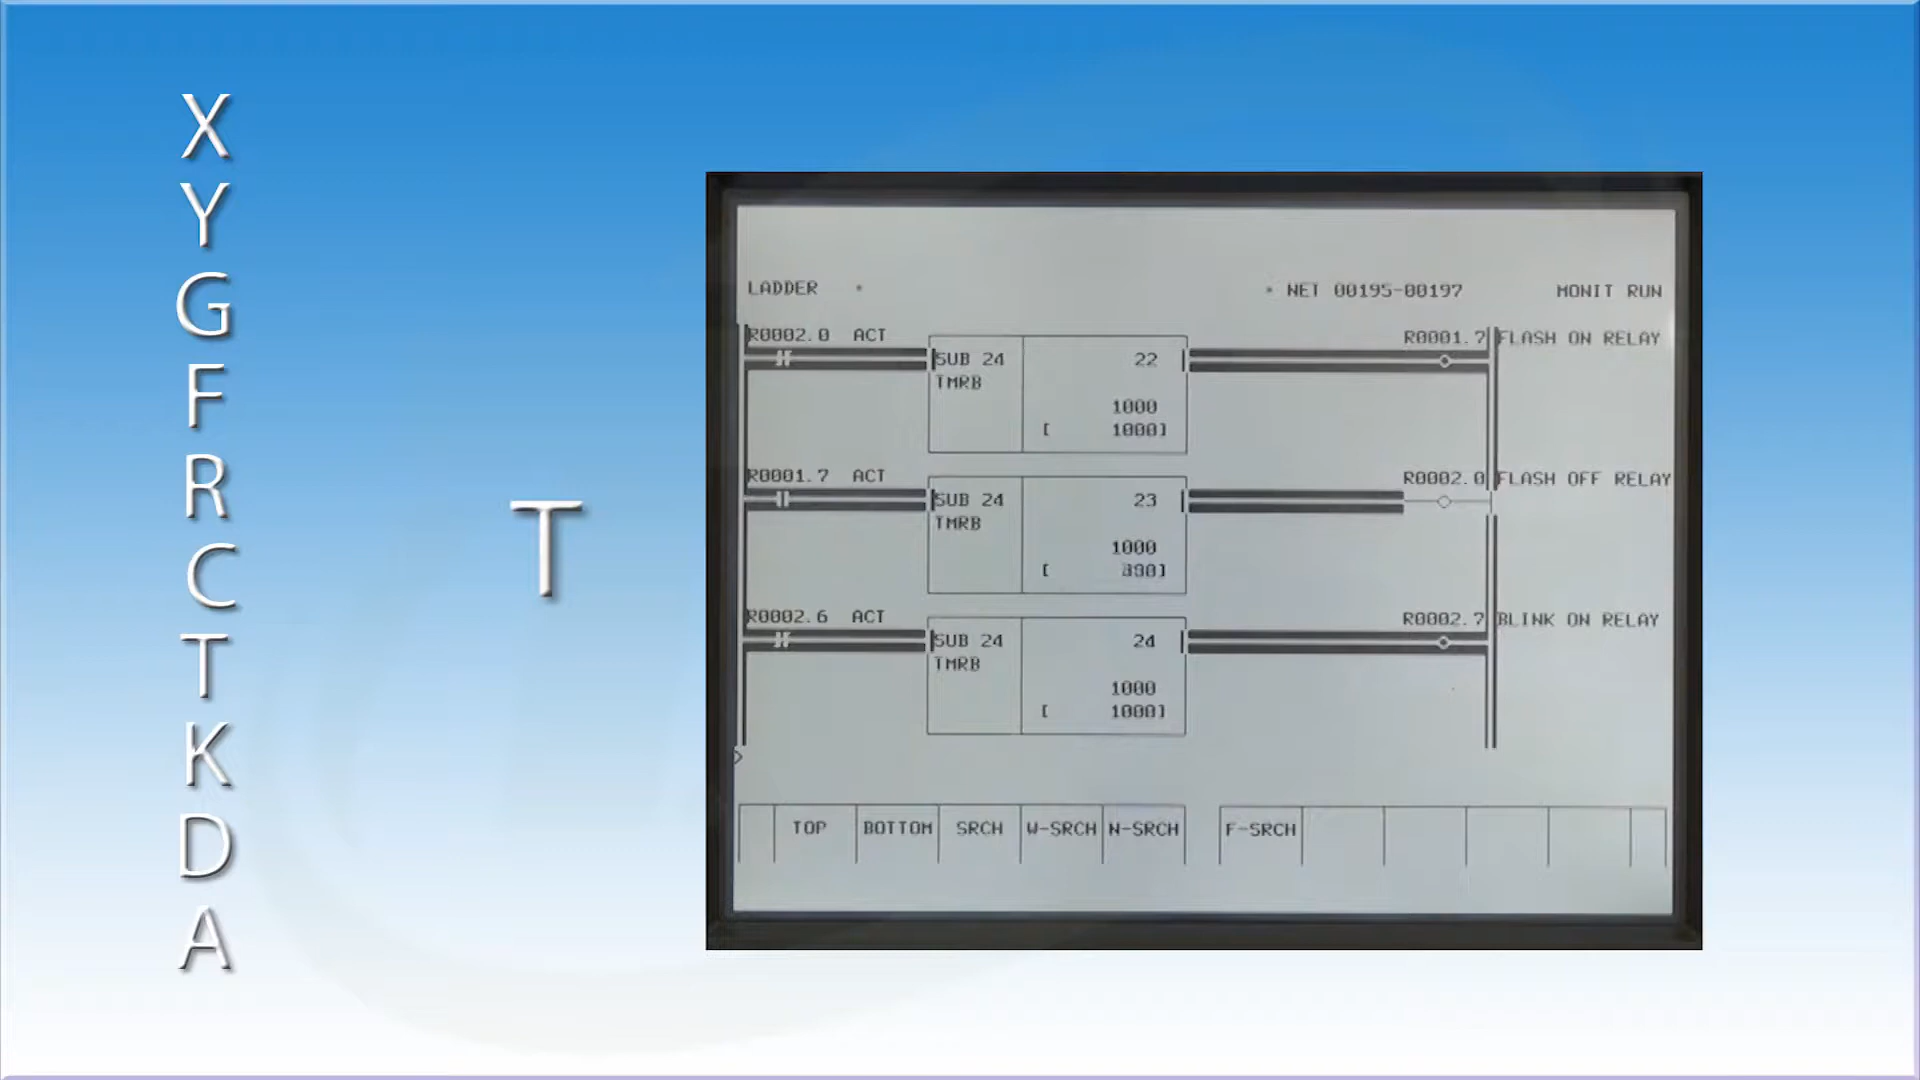 X
Y
G
F
R
C
T
K
D
A
T
LADDER * * NET 00195-00197 MONIT RUN
R0002.0 ACT R0001.7 FLASH ON RELAY
SUB 24 22
TMRB
1000
[ 1000]
R0001.7 ACT R0002.0 FLASH OFF RELAY
SUB 24 23
TMRB
1000
[ ]
R0002.6 ACT R0002.7 BLINK ON RELAY
SUB 24 24
TMRB
1000
[ 1000]
>
TOP BOTTOM SRCH W-SRCH N-SRCH F-SRCH